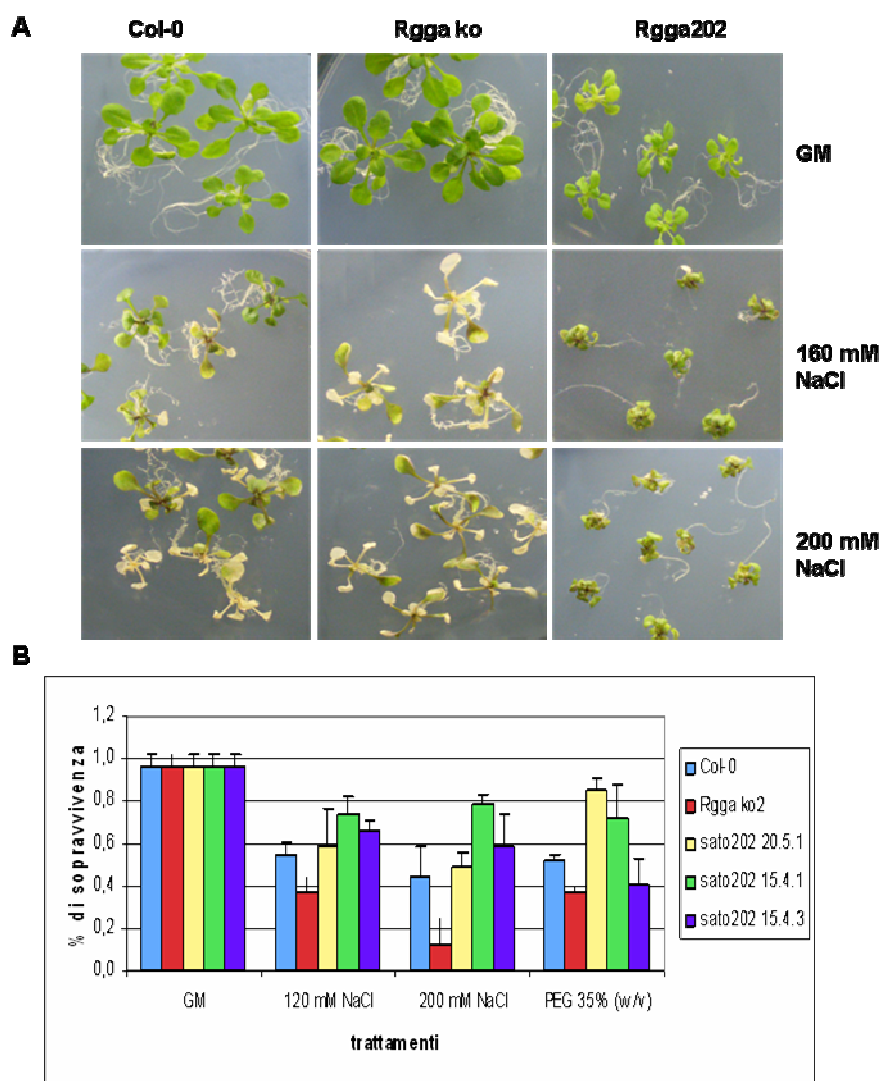 A
Col-0
Rgga ko
Rgga202
GM
160 mM
NaCl
200 mM
NaCl
B
% di sopravvivenza
1,2
1,0
0,8
0,6
0,4
0,2
0,0
GM
120 mM NaCl
200 mM NaCl
PEG 35% (w/v)
trattamenti
Col-0
Rgga ko2
sato202 20.5.1
sato202 15.4.1
sato202 15.4.3